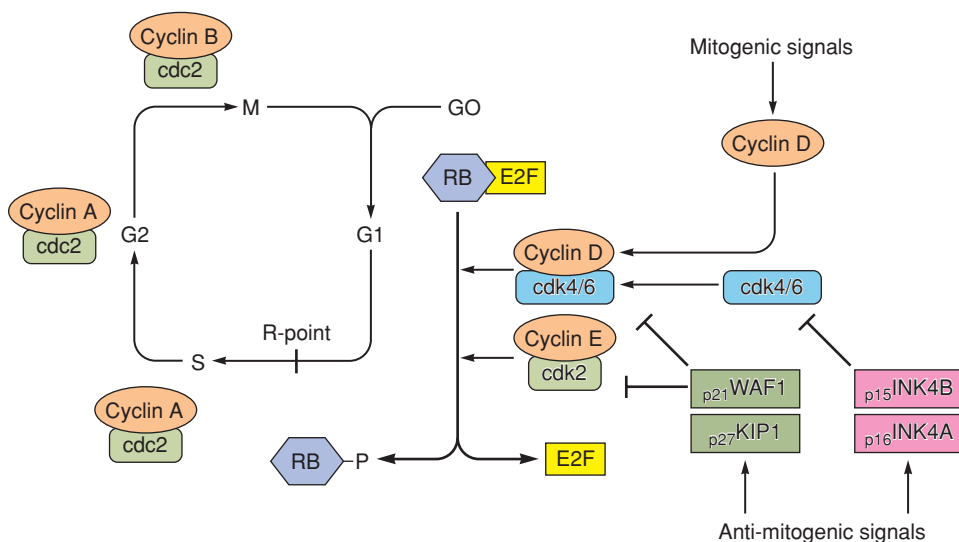 Cyclin B
cdc2
Mitogenic signals
M
GO
Cyclin D
RB
E2F
Cyclin A
cdc2
G2
G1
Cyclin D
cdk4/6
cdk4/6
R-point
Cyclin E
cdk2
S
Cyclin A
cdc2
p21WAF1
p15INK4B
p27KIP1
p16INK4A
RB
P
E2F
Anti-mitogenic signals